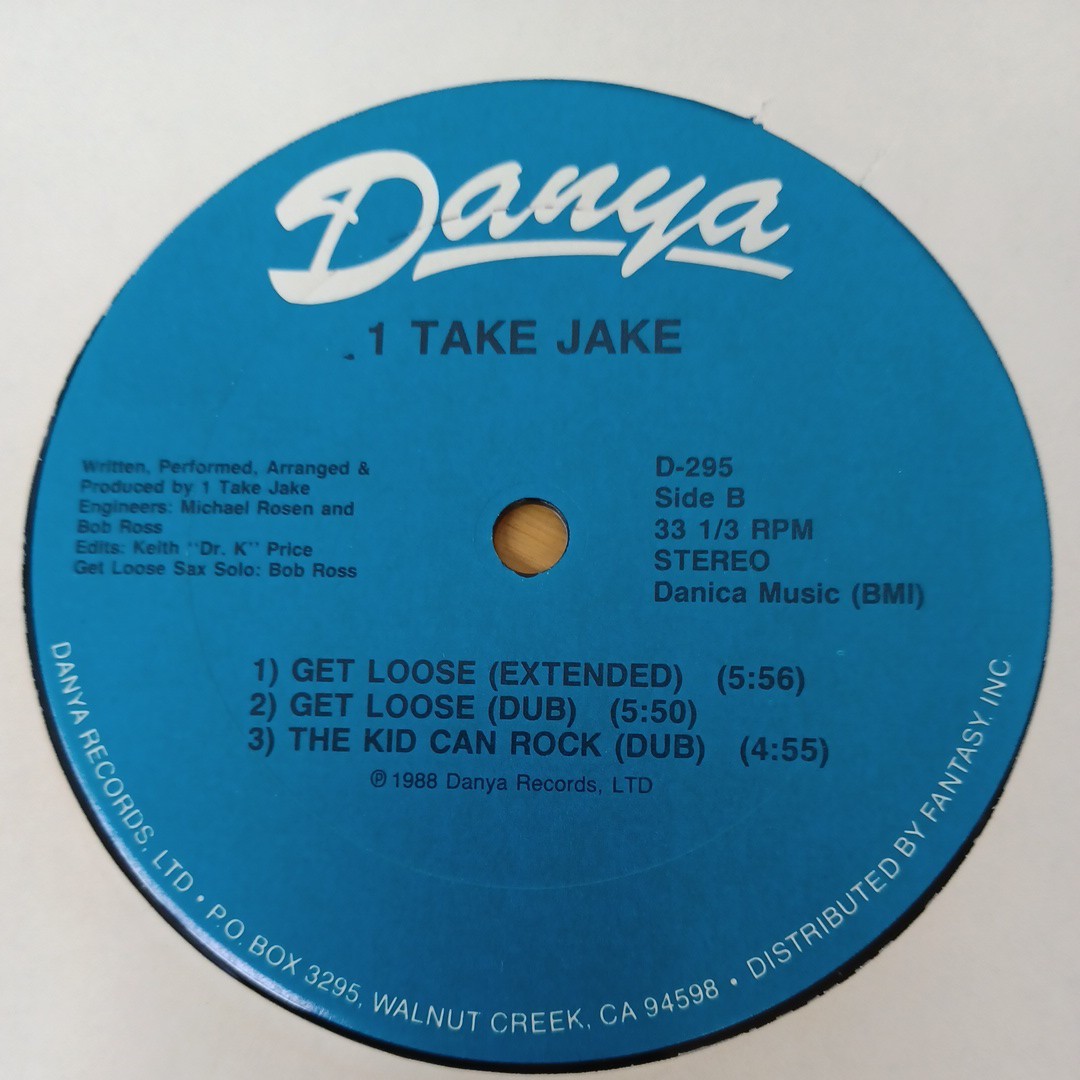 Danya
1 TAKE JAKE
Written, Performed, Arranged &
Produced by 1 Take Jake
Engineers: Michael Rosen and
Bob Ross
Edits: Keith "Dr. K" Price
Get Loose Sax Solo: Bob Ross
D-295
Side B
33 1/3 RPM
STEREO
Danica Music (BMI)
1) GET LOOSE (EXTENDED) (5:56)
2) GET LOOSE (DUB) (5:50)
3) THE KID CAN ROCK (DUB) (4:55)
℗ 1988 Danya Records, LTD
DANYA RECORDS, LTD • P.O. BOX 3295, WALNUT CREEK, CA 94598 • DISTRIBUTED BY FANTASY, INC.